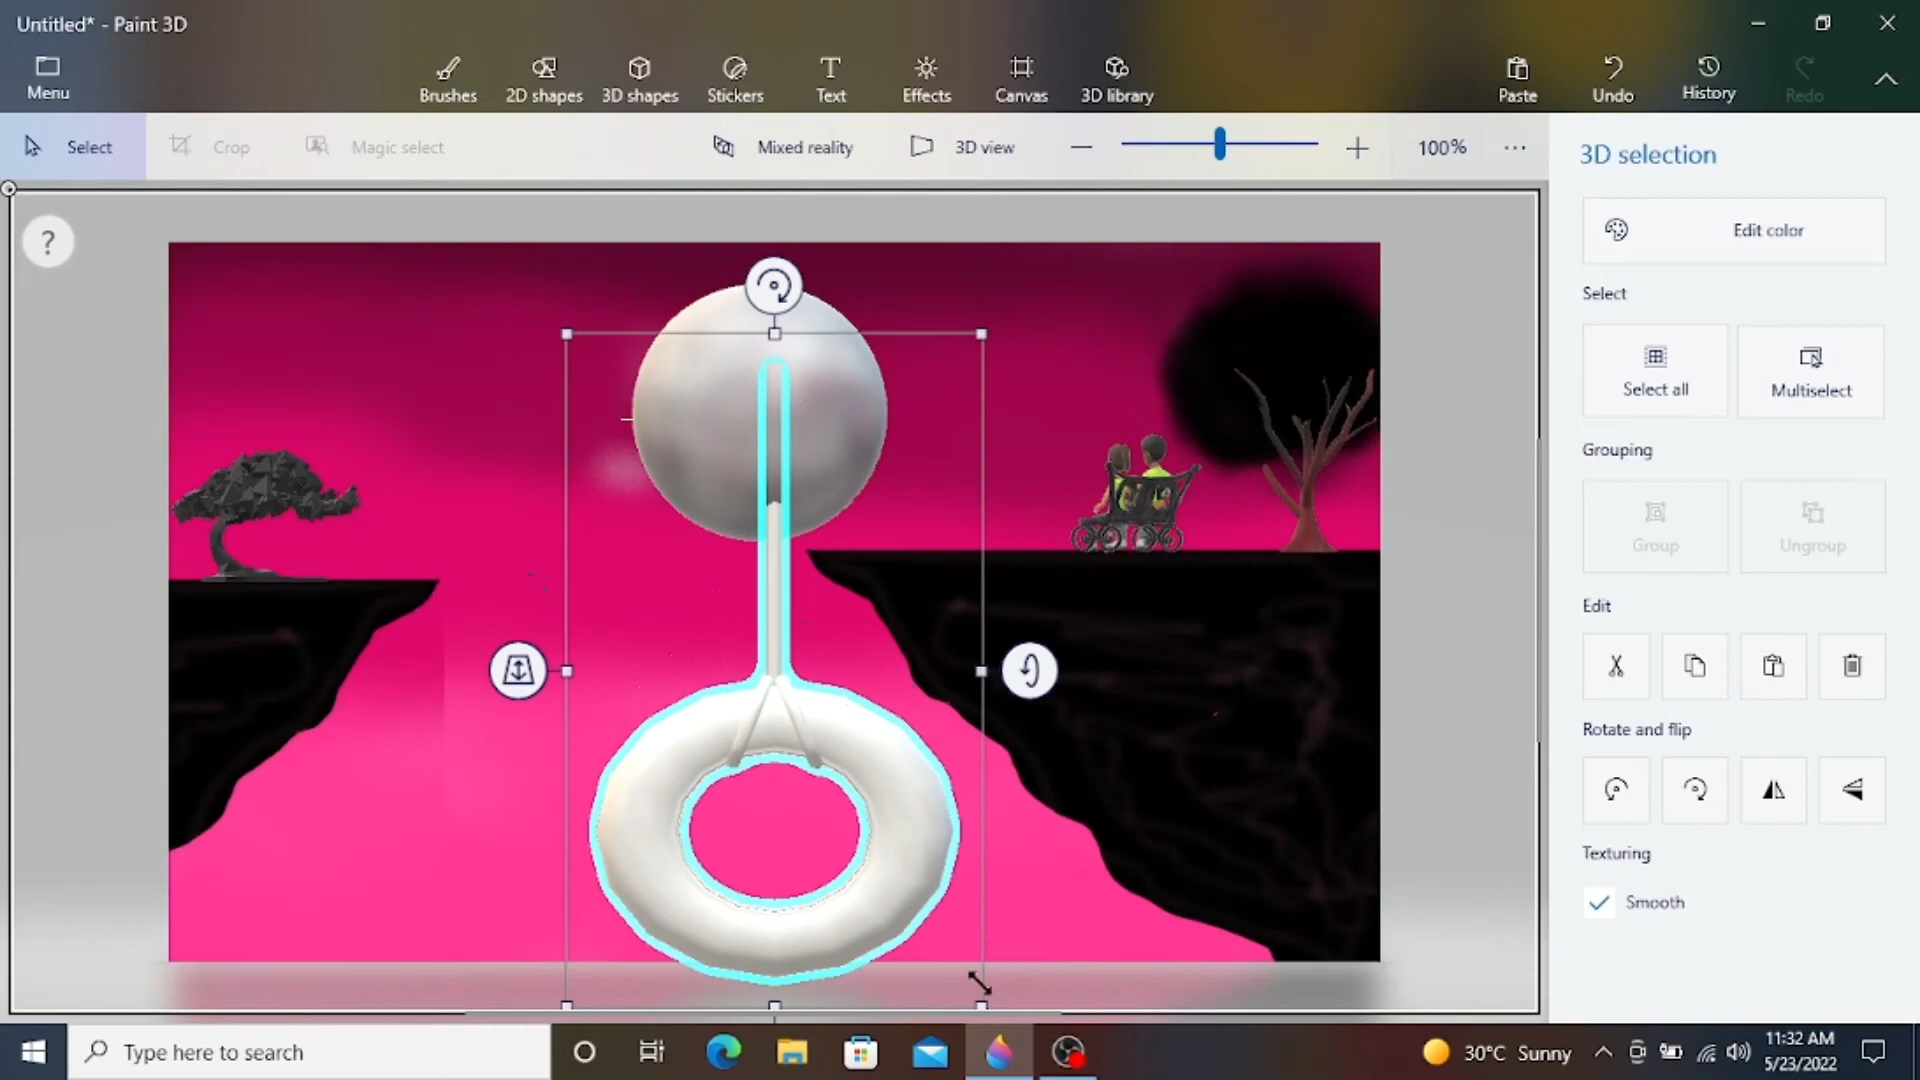 Untitled* - Paint 3D
Menu
Brushes
2D shapes
3D shapes
Stickers
Text
Effects
Canvas
3D library
Paste
Undo
History
Redo
Select
Crop
Magic select
Mixed reality
3D view
100%
?
3D selection
Edit color
Select
Select all
Multiselect
Grouping
Group
Ungroup
Edit
Rotate and flip
Texturing
Smooth
Type here to search
30°C Sunny
11:32 AM
5/23/2022